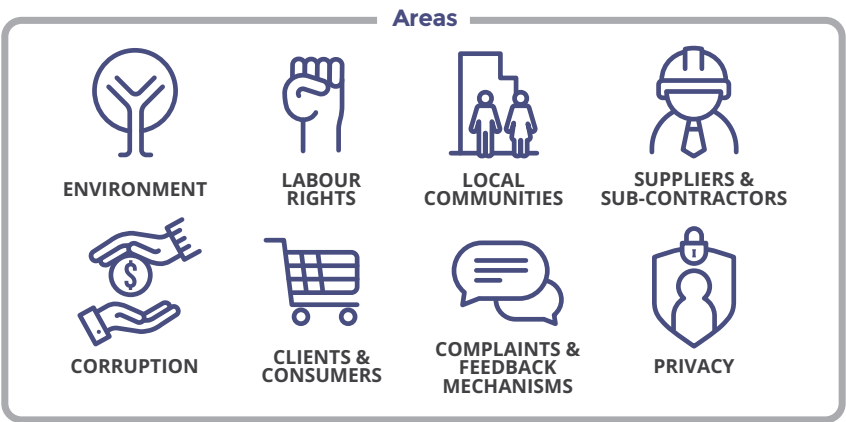 Areas
ENVIRONMENT
LABOUR
RIGHTS
LOCAL
COMMUNITIES
SUPPLIERS &
SUB-CONTRACTORS
$
CORRUPTION
CLIENTS &
CONSUMERS
COMPLAINTS &
FEEDBACK
MECHANISMS
PRIVACY